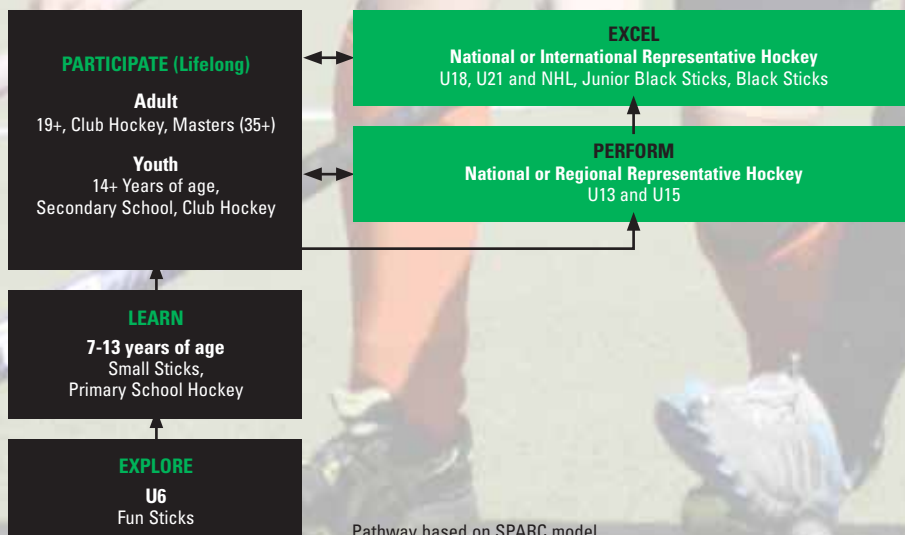 PARTICIPATE (Lifelong)
Adult
19+, Club Hockey, Masters (35+)
Youth
14+ Years of age,
Secondary School, Club Hockey
EXCEL
National or International Representative Hockey
U18, U21 and NHL, Junior Black Sticks, Black Sticks
PERFORM
National or Regional Representative Hockey
U13 and U15
LEARN
7-13 years of age
Small Sticks,
Primary School Hockey
EXPLORE
U6
Fun Sticks
Pathway based on SPARC model